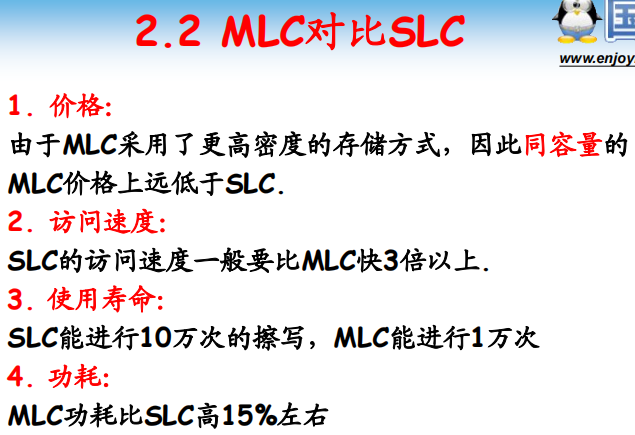 2.2 MLC对比SLC
国
www.enjoy
1. 价格:
由于MLC采用了更高密度的存储方式，因此同容量的
MLC价格上远低于SLC.
2. 访问速度:
SLC的访问速度一般要比MLC快3倍以上.
3. 使用寿命:
SLC能进行10万次的擦写，MLC能进行1万次
4. 功耗:
MLC功耗比SLC高15%左右